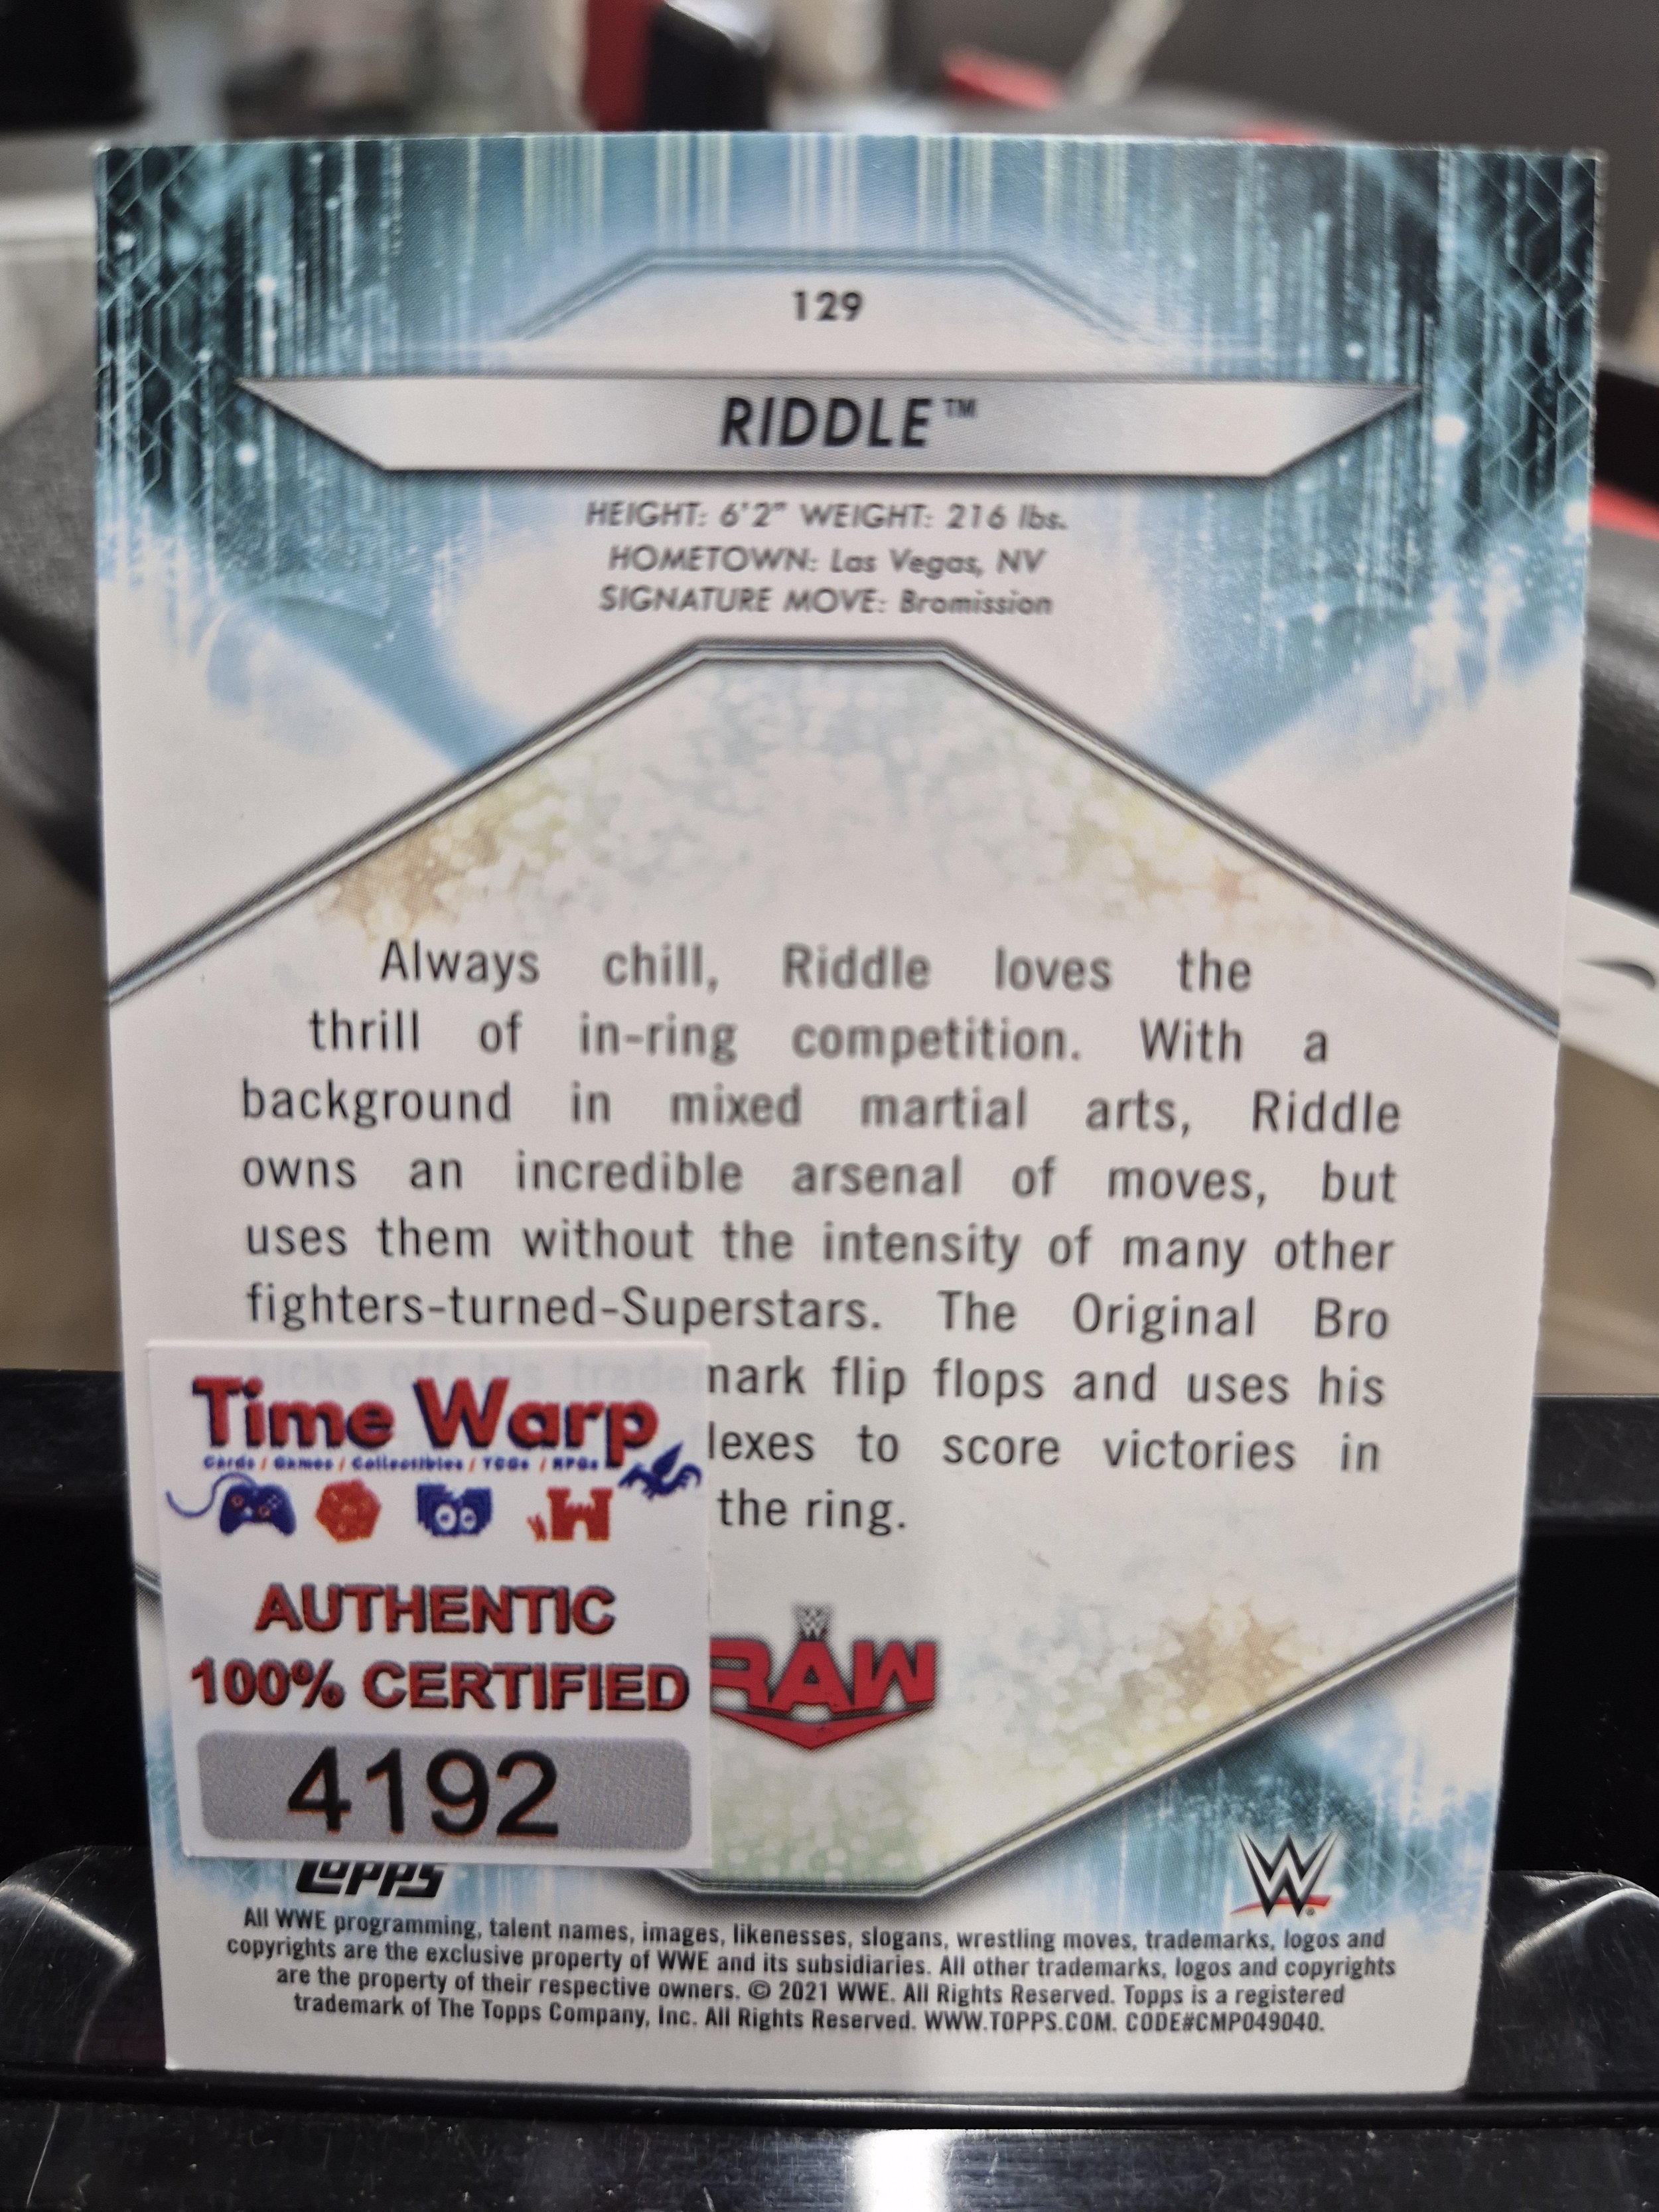 129
RIDDLE™
HEIGHT: 6'2" WEIGHT: 216 lbs.
HOMETOWN: Las Vegas, NV
SIGNATURE MOVE: Bromission
Always chill, Riddle loves the
thrill of in-ring competition. With a
background in mixed martial arts, Riddle
owns an incredible arsenal of moves, but
uses them without the intensity of many other
fighters-turned-Superstars. The Original Bro
kicks off his trademark flip flops and uses his
lexes to score victories in
the ring.
Time Warp
Cards / Games / Collectibles / TCGs / RPGs
AUTHENTIC
100% CERTIFIED
4192
W
RAW
topps
W
All WWE programming, talent names, images, likenesses, slogans, wrestling moves, trademarks, logos and
copyrights are the exclusive property of WWE and its subsidiaries. All other trademarks, logos and copyrights
are the property of their respective owners. © 2021 WWE. All Rights Reserved. Topps is a registered
trademark of The Topps Company, Inc. All Rights Reserved. WWW.TOPPS.COM. CODE#CMP049040.